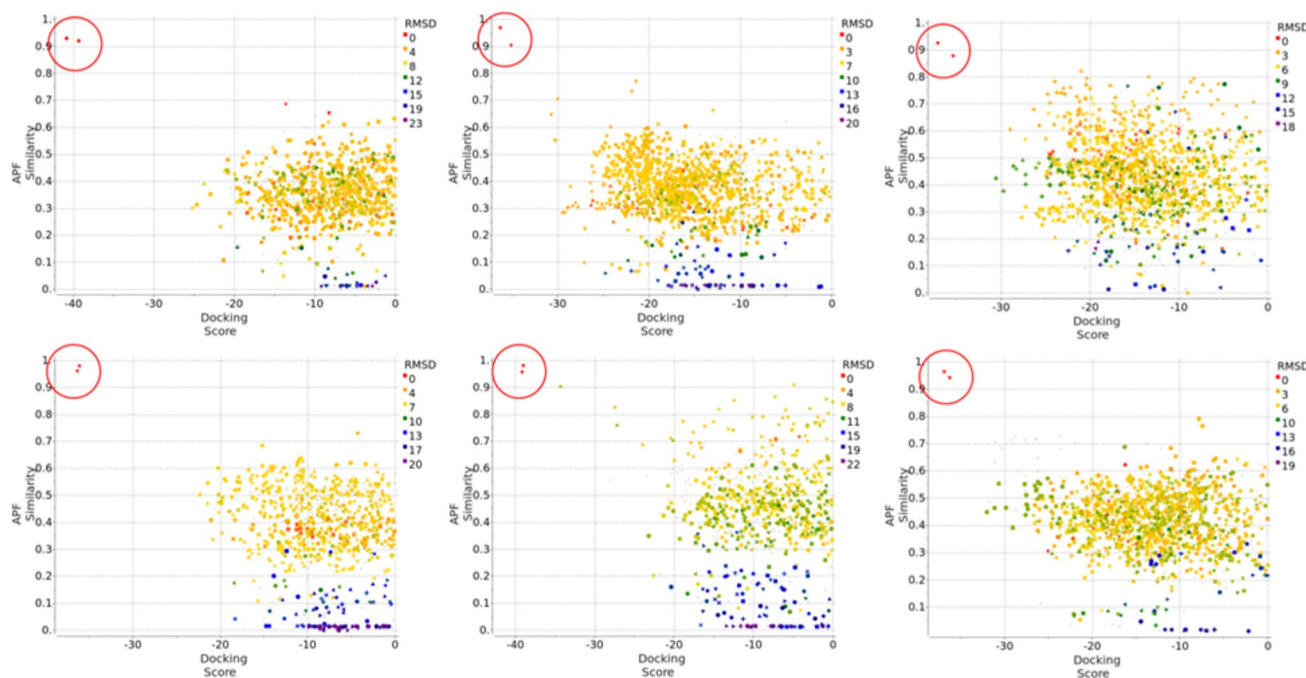 1.
0.9
0.8
0.7
0.6
0.5
0.4
0.3
0.2
0.1
0.
APF
Similarity
-40 -30 -20 -10 0
Docking
Score
RMSD
0
4
8
12
15
19
23
1.
0.9
0.8
0.7
0.6
0.5
0.4
0.3
0.2
0.1
0.
APF
Similarity
-30 -20 -10 0
Docking
Score
RMSD
0
3
7
10
13
16
20
1.
0.9
0.8
0.7
0.6
0.5
0.4
0.3
0.2
0.1
0.
APF
Similarity
-30 -20 -10 0
Docking
Score
RMSD
0
3
6
9
12
15
18
1.
0.9
0.8
0.7
0.6
0.5
0.4
0.3
0.2
0.1
0.
APF
Similarity
-30 -20 -10 0
Docking
Score
RMSD
0
4
7
10
13
17
20
1.
0.9
0.8
0.7
0.6
0.5
0.4
0.3
0.2
0.1
0.
APF
Similarity
-40 -30 -20 -10 0
Docking
Score
RMSD
0
4
8
11
15
19
22
1.
0.9
0.8
0.7
0.6
0.5
0.4
0.3
0.2
0.1
APF
Similarity
-30 -20 -10 0
Docking
Score
RMSD
0
3
6
10
13
16
19